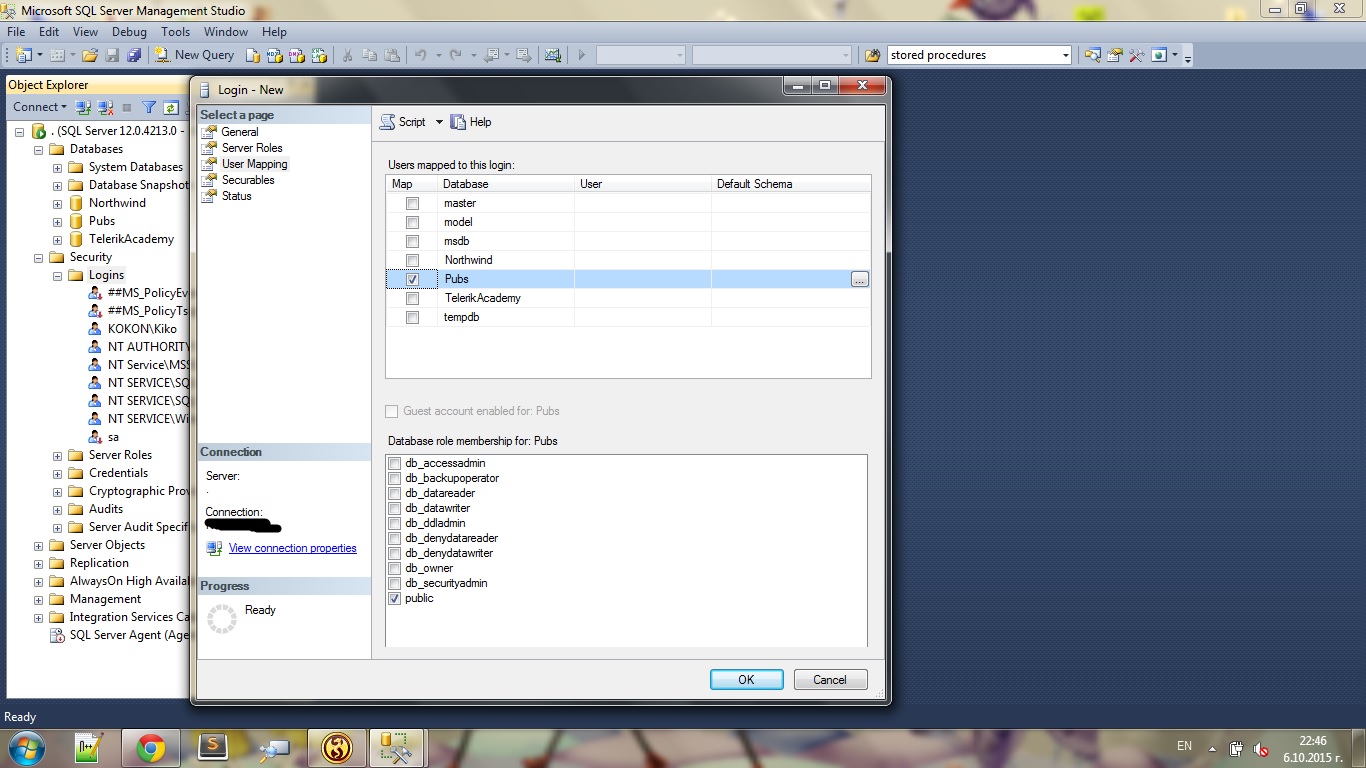 Microsoft SQL Server Management Studio
File Edit View Debug Tools Window Help
New Query
stored procedures
Object Explorer
Connect
. (SQL Server 12.0.4213.0 -
Databases
System Databases
Database Snapshot
Northwind
Pubs
TelerikAcademy
Security
Logins
##MS_PolicyEv
##MS_PolicyTs
KOKON\Kiko
NT AUTHORITY
NT Service\MSS
NT SERVICE\SQ
NT SERVICE\SQ
NT SERVICE\Wi
sa
Server Roles
Credentials
Cryptographic Prov
Audits
Server Audit Specif
Server Objects
Replication
AlwaysOn High Availa
Management
Integration Services Ca
SQL Server Agent (Age
Login - New
Select a page
General
Server Roles
User Mapping
Securables
Status
Connection
Server:
.
Connection:
View connection properties
Progress
Ready
Script Help
Users mapped to this login:
Map Database User Default Schema
master
model
msdb
Northwind
Pubs ...
TelerikAcademy
tempdb
Guest account enabled for: Pubs
Database role membership for: Pubs
db_accessadmin
db_backupoperator
db_datareader
db_datawriter
db_ddladmin
db_denydatareader
db_denydatawriter
db_owner
db_securityadmin
public
OK Cancel
Ready
EN
22:46
6.10.2015 г.